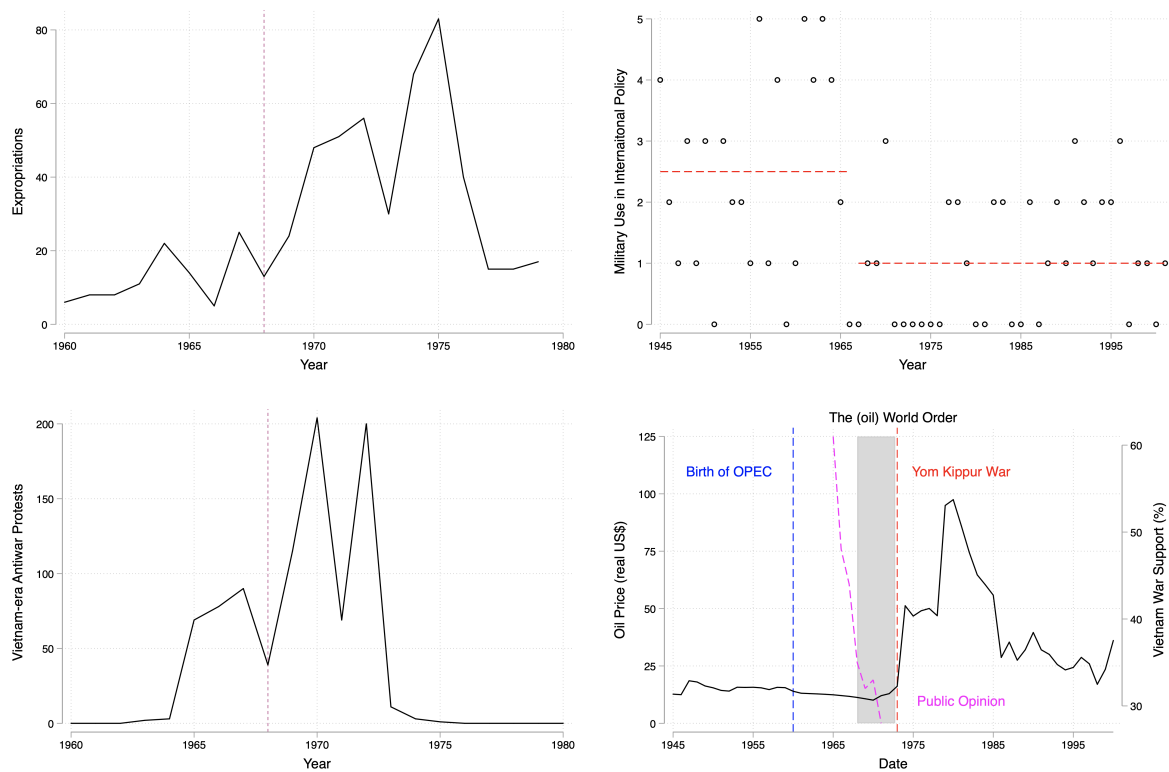 Expropriations
80
60
40
20
0
1960 1965 1970 1975 1980
Year
Military Use in Internaitonal Policy
5
4
3
2
1
0
1945 1955 1965 1975 1985 1995
Year
Vietnam-era Antiwar Protests
200
150
100
50
0
1960 1965 1970 1975 1980
Year
The (oil) World Order
Oil Price (real US$)
125
100
75
50
25
0
Birth of OPEC
Yom Kippur War
Public Opinion
60
50
40
30
Vietnam War Support (%)
1945 1955 1965 1975 1985 1995
Date